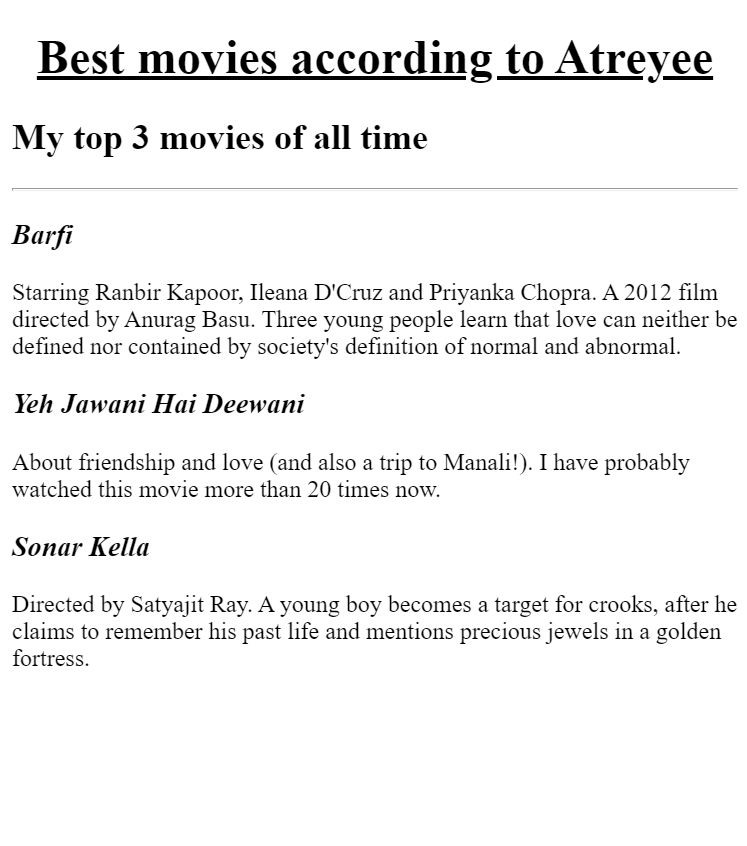 Best movies according to Atreyee
My top 3 movies of all time
Barfi
Starring Ranbir Kapoor, Ileana D'Cruz and Priyanka Chopra. A 2012 film
directed by Anurag Basu. Three young people learn that love can neither be
defined nor contained by society's definition of normal and abnormal.
Yeh Jawani Hai Deewani
About friendship and love (and also a trip to Manali!). I have probably
watched this movie more than 20 times now.
Sonar Kella
Directed by Satyajit Ray. A young boy becomes a target for crooks, after he
claims to remember his past life and mentions precious jewels in a golden
fortress.